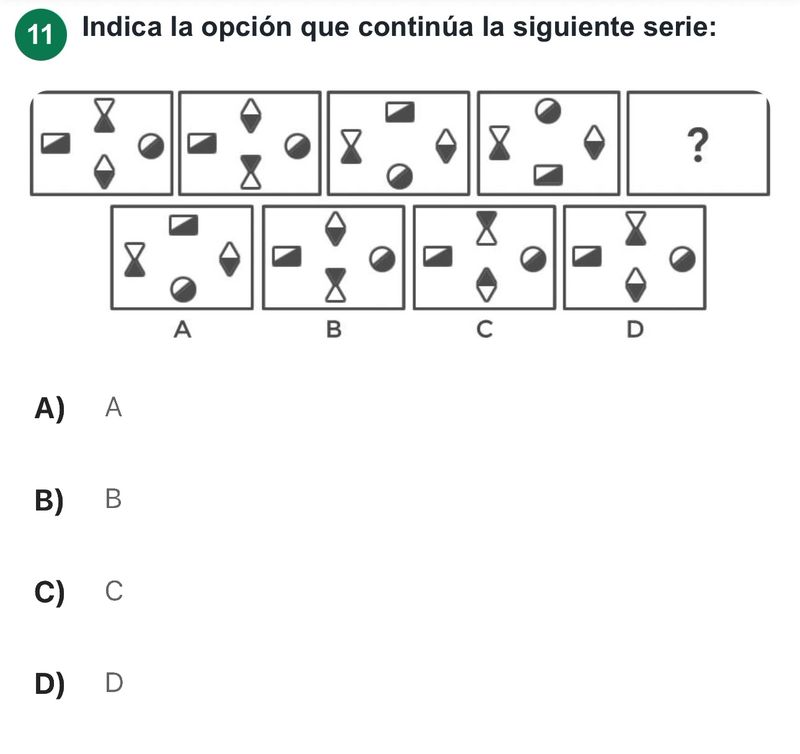 11 Indica la opción que continúa la siguiente serie:
?
A B C D
A) A
B) B
C) C
D) D